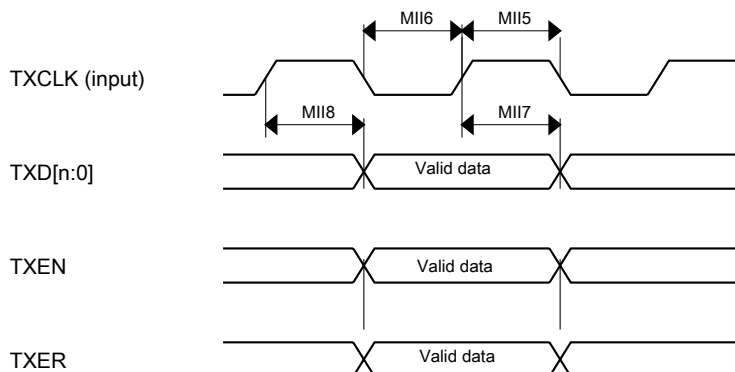 MII6 MII5
TXCLK (input)
MII8 MII7
TXD[n:0] Valid data
TXEN Valid data
TXER Valid data